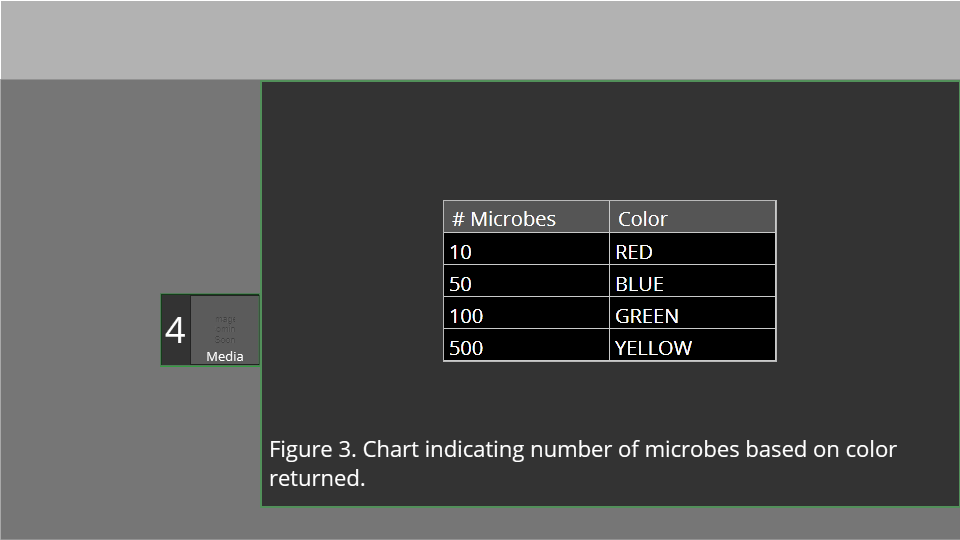 # Microbes Color
10 RED
50 BLUE
100 GREEN
500 YELLOW
4
Media
Figure 3. Chart indicating number of microbes based on color
returned.